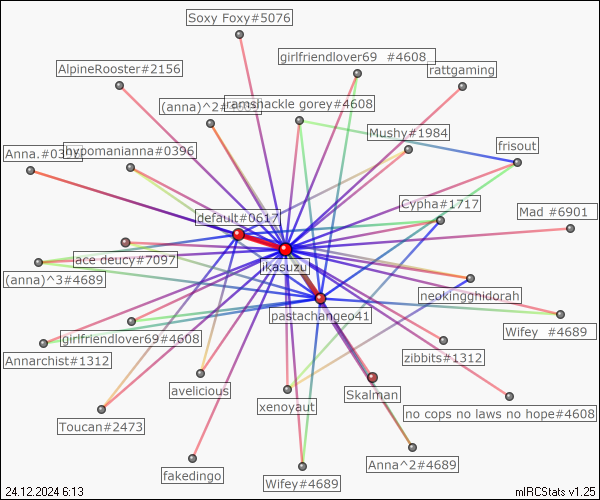 Soxy Foxy#5076
girlfriendlover69 #4608
AlpineRooster#2156
rattgaming
(anna)^2#4689
ramshackle gorey#4608
Mushy#1984
frisout
Anna.#0396
hypomanianna#0396
Cypha#1717
Mad #6901
default#0617
ikasuzu
ace deucy#7097
(anna)^3#4689
neokingghidorah
pastachangeo41
Wifey #4689
girlfriendlover69#4608
Annarchist#1312
zibbits#1312
avelicious
xenoyaut
Skalman
no cops no laws no hope#4608
Toucan#2473
fakedingo
Wifey#4689
Anna^2#4689
24.12.2024 6:13
mIRCStats v1.25